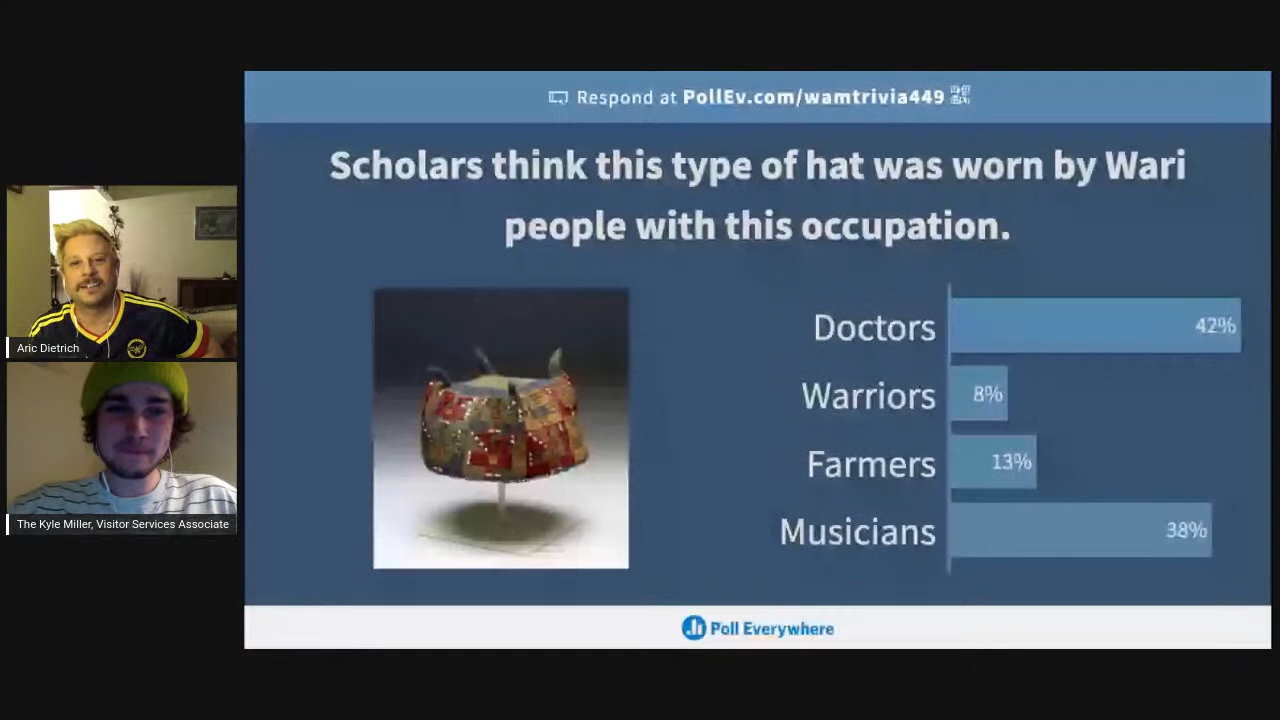 Respond at PollEv.com/wamtrivia449
Scholars think this type of hat was worn by Wari
people with this occupation.
Doctors 42%
Warriors 8%
Farmers 13%
Musicians 38%
Aric Dietrich
The Kyle Miller, Visitor Services Associate
Poll Everywhere